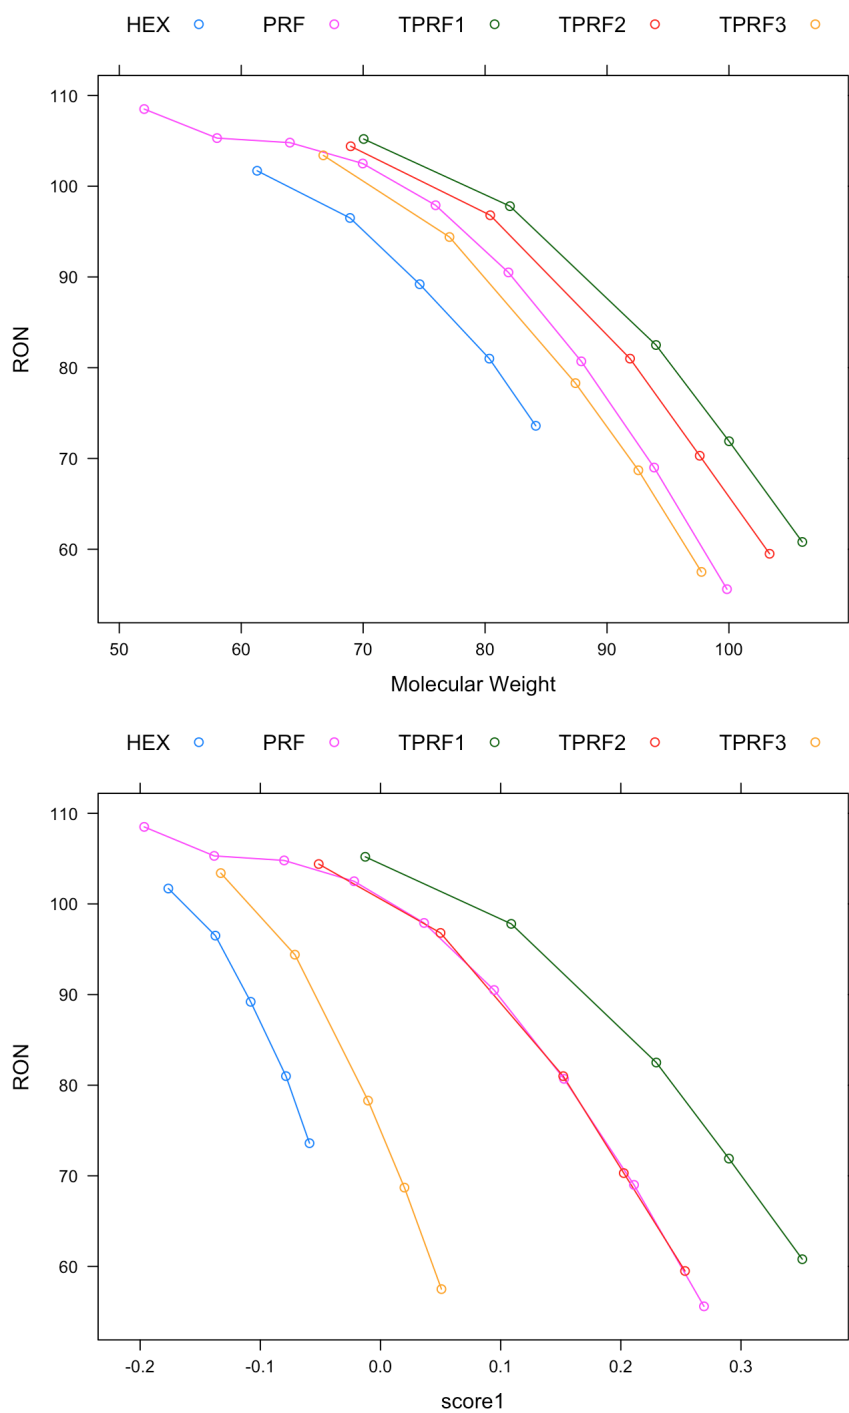 HEX PRF TPRF1 TPRF2 TPRF3
110
100
90
80
70
60
RON
50 60 70 80 90 100
Molecular Weight
HEX PRF TPRF1 TPRF2 TPRF3
110
100
90
80
70
60
RON
-0.2 -0.1 0.0 0.1 0.2 0.3
score1